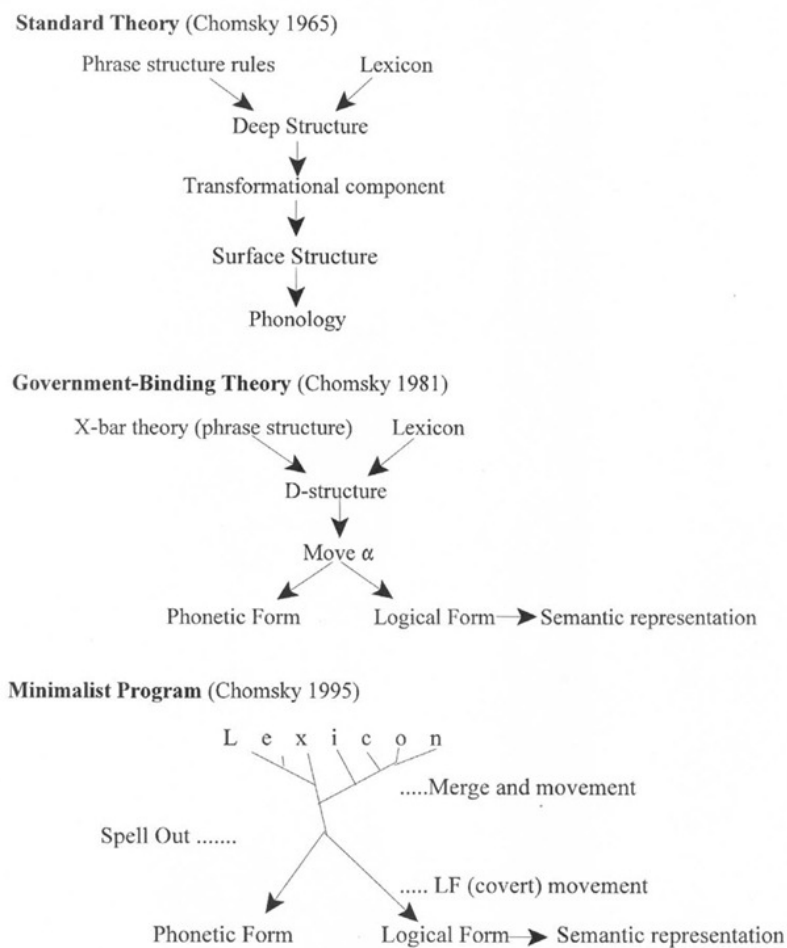 Standard Theory (Chomsky 1965)
Phrase structure rules Lexicon
Deep Structure
Transformational component
Surface Structure
Phonology
Government-Binding Theory (Chomsky 1981)
X-bar theory (phrase structure) Lexicon
D-structure
Move α
Phonetic Form Logical Form Semantic representation
Minimalist Program (Chomsky 1995)
L e x i c o n
.....Merge and movement
Spell Out .......
..... LF (covert) movement
Phonetic Form Logical Form Semantic representation